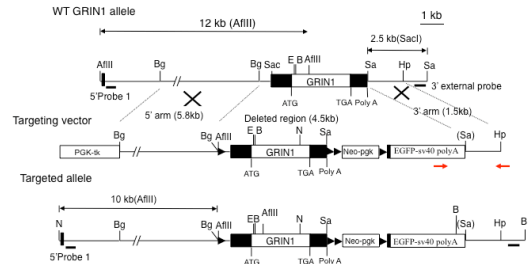 WT GRIN1 allele
1 kb
12 kb (AflII)
2.5 kb(SacI)
AflII Bg Bg Sac E B AflII Sa Hp Sa
GRIN1
5'Probe 1
ATG TGA Poly A
3' external probe
5' arm (5.8kb)
3' arm (1.5kb)
Deleted region (4.5kb)
Targeting vector
Bg Bg AflII E B N Sa (Sa) Hp
PGK-tk GRIN1 Neo-pgk EGFP-sv40 polyA
ATG TGA Poly A
Targeted allele
10 kb(AflII)
N Bg Bg AflII E B AflII N Sa B (Sa) Hp B
GRIN1 Neo-pgk EGFP-sv40 polyA
5'Probe 1
ATG TGA Poly A